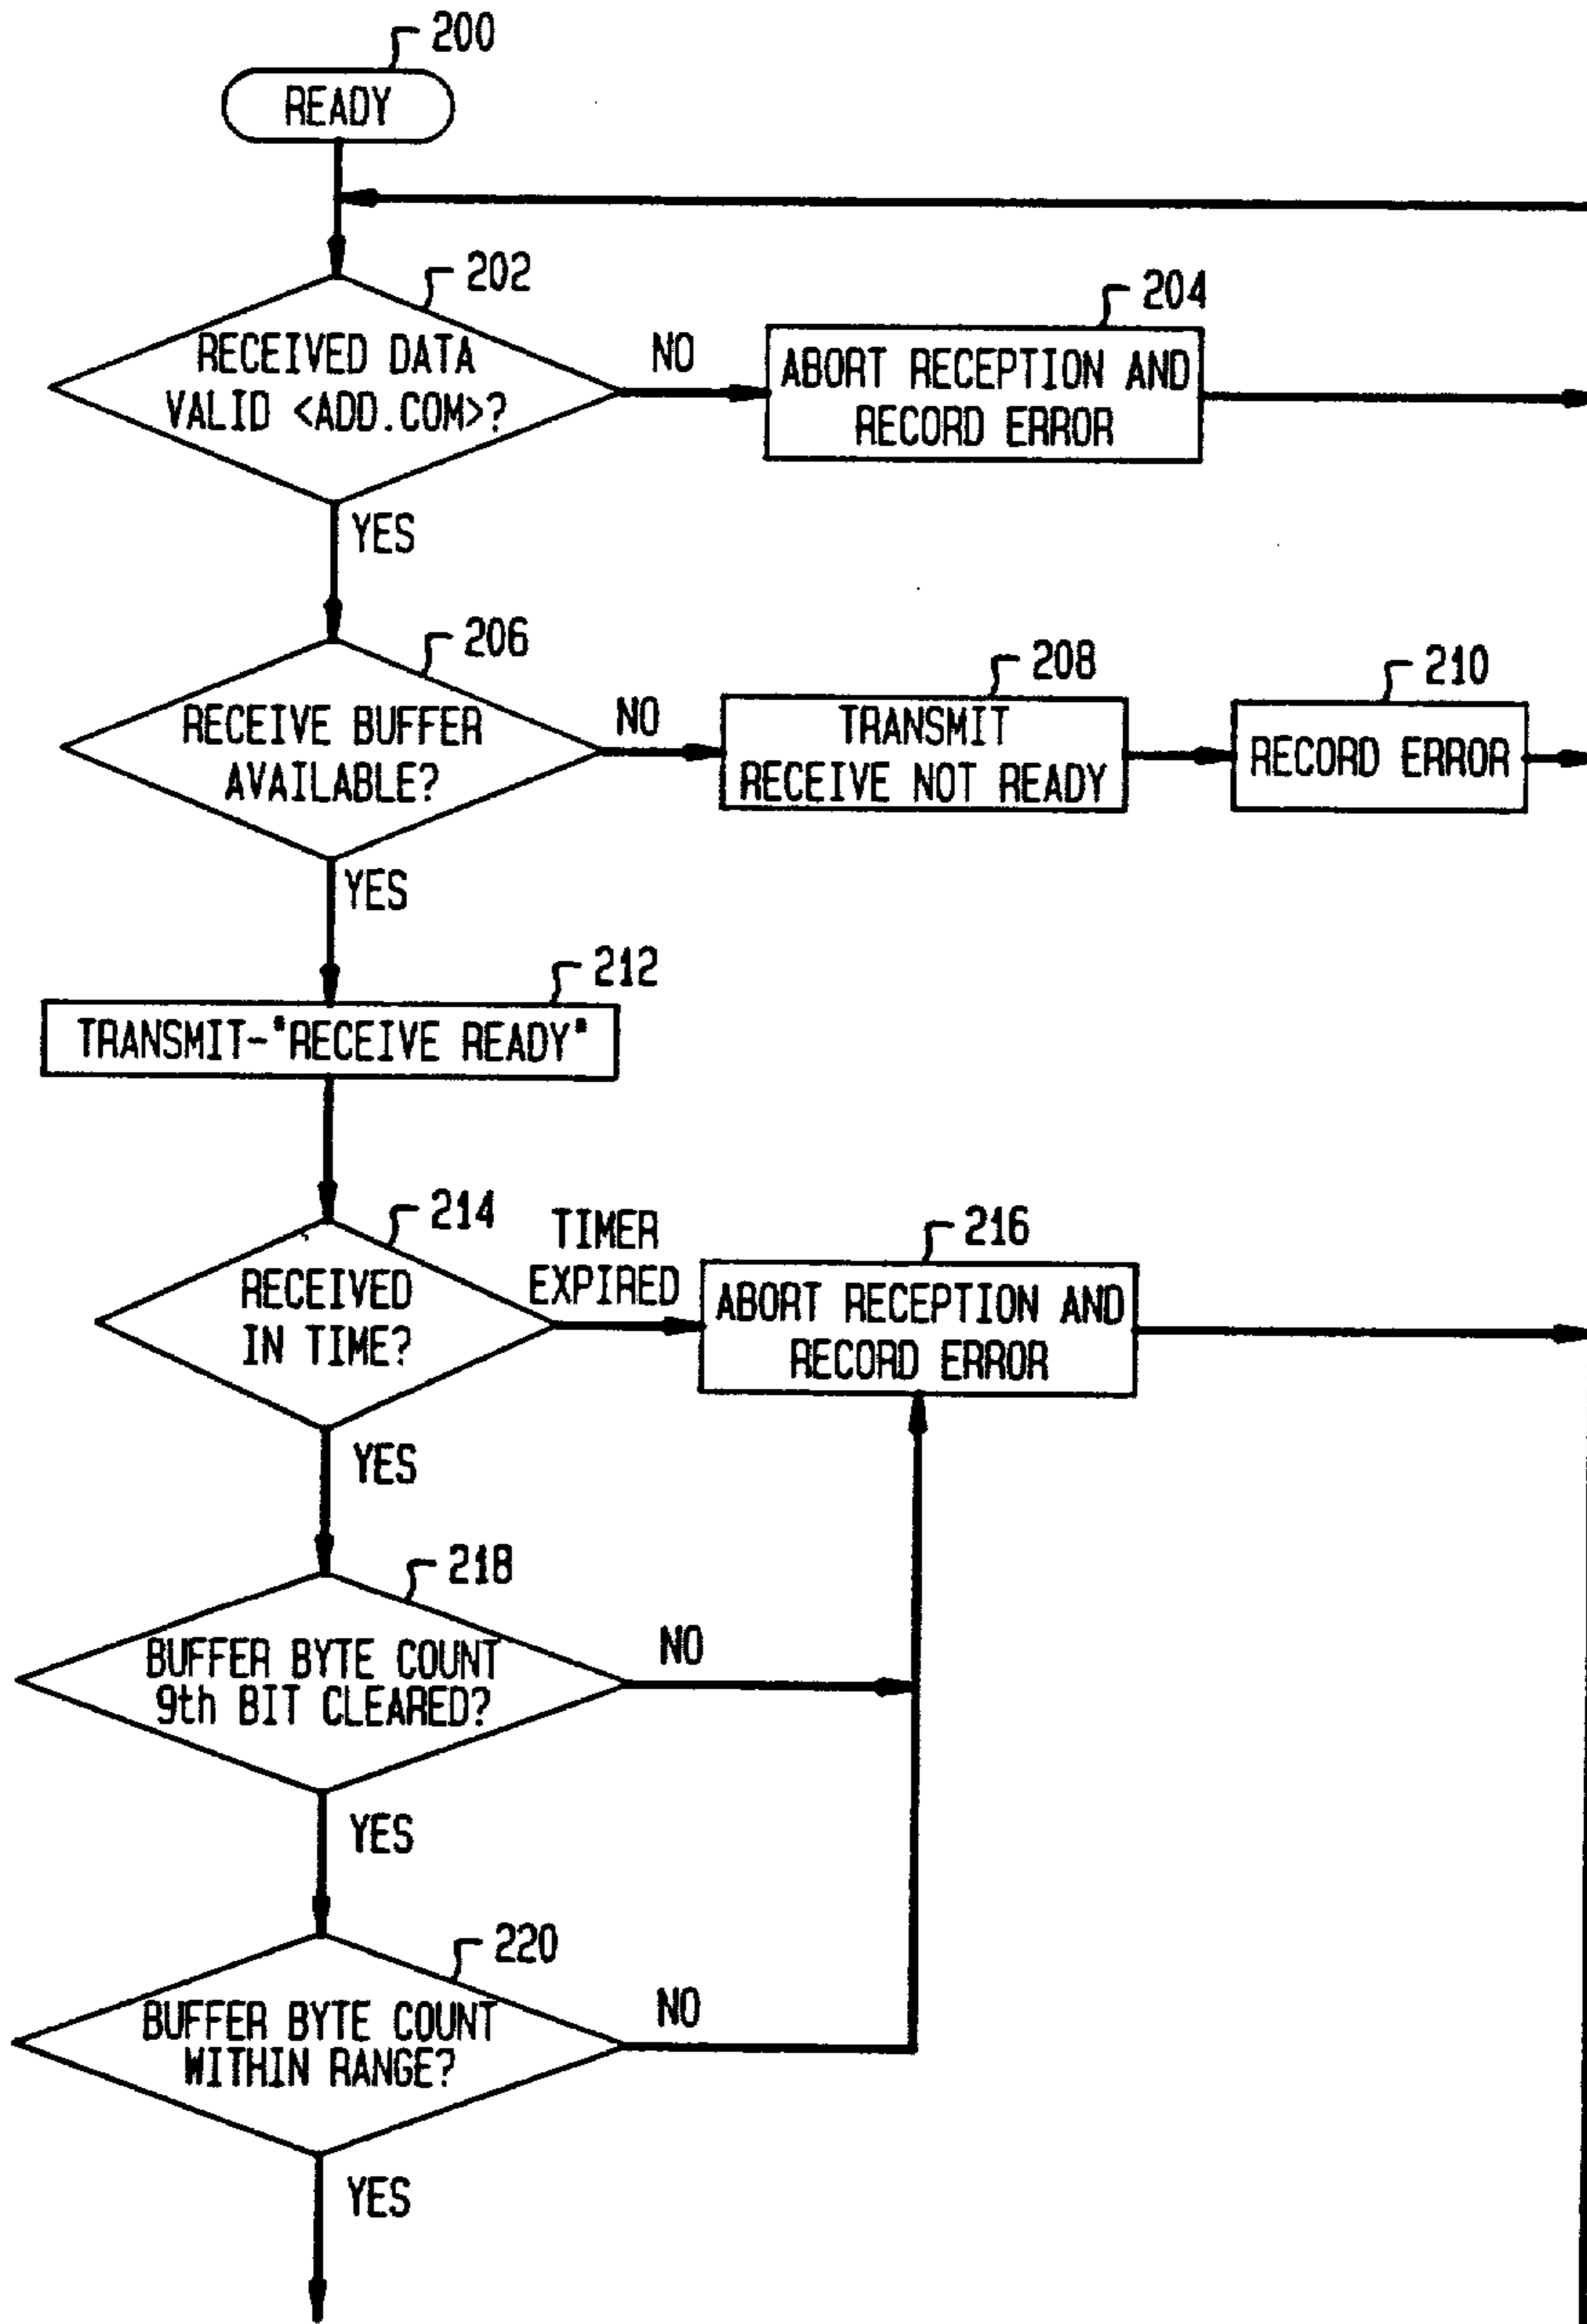 200
READY
202
RECEIVED DATA
VALID <ADD.COM>?
NO
204
ABORT RECEPTION AND
RECORD ERROR
YES
206
RECEIVE BUFFER
AVAILABLE?
NO
208
TRANSMIT
RECEIVE NOT READY
210
RECORD ERROR
YES
212
TRANSMIT-"RECEIVE READY"
214
RECEIVED
IN TIME?
TIMER
EXPIRED
216
ABORT RECEPTION AND
RECORD ERROR
YES
218
BUFFER BYTE COUNT
9th BIT CLEARED?
NO
YES
220
BUFFER BYTE COUNT
WITHIN RANGE?
NO
YES